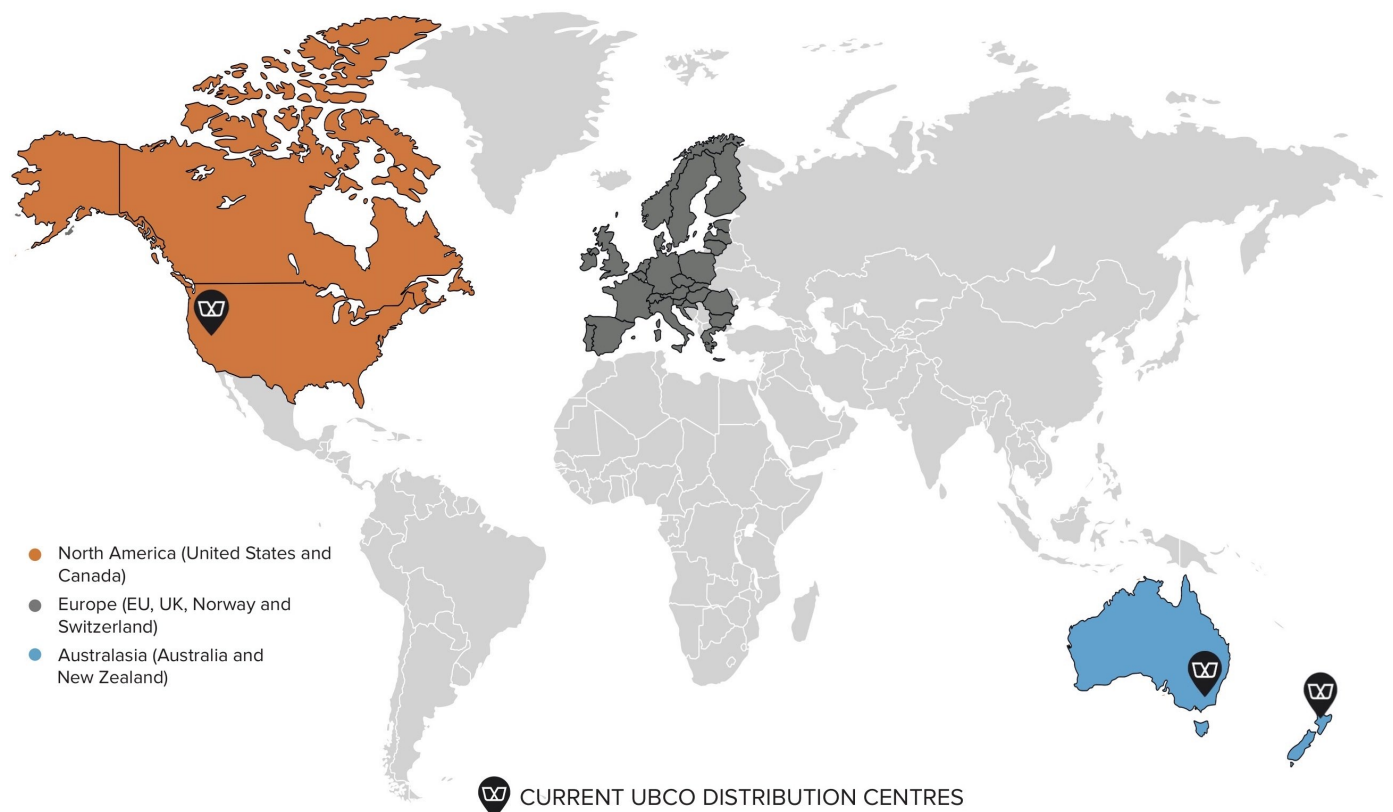 North America (United States and
Canada)
Europe (EU, UK, Norway and
Switzerland)
Australasia (Australia and
New Zealand)
CURRENT UBCO DISTRIBUTION CENTRES